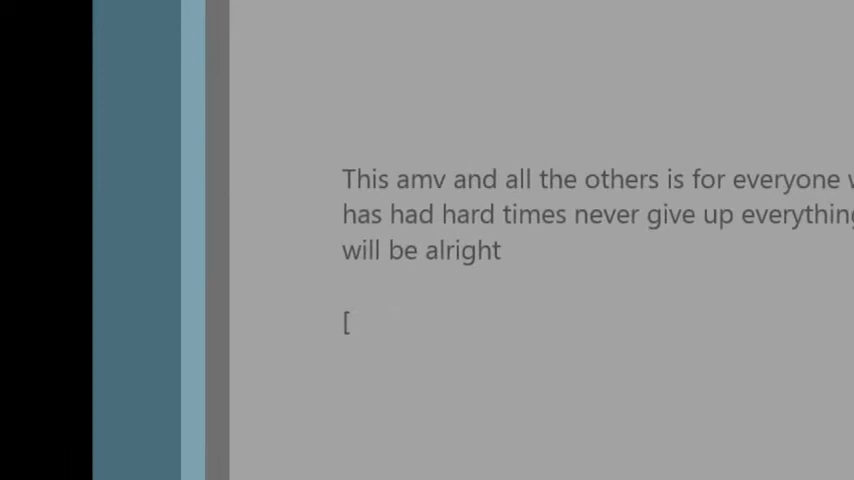 This amv and all the others is for everyone
has had hard times never give up everything
will be alright
[